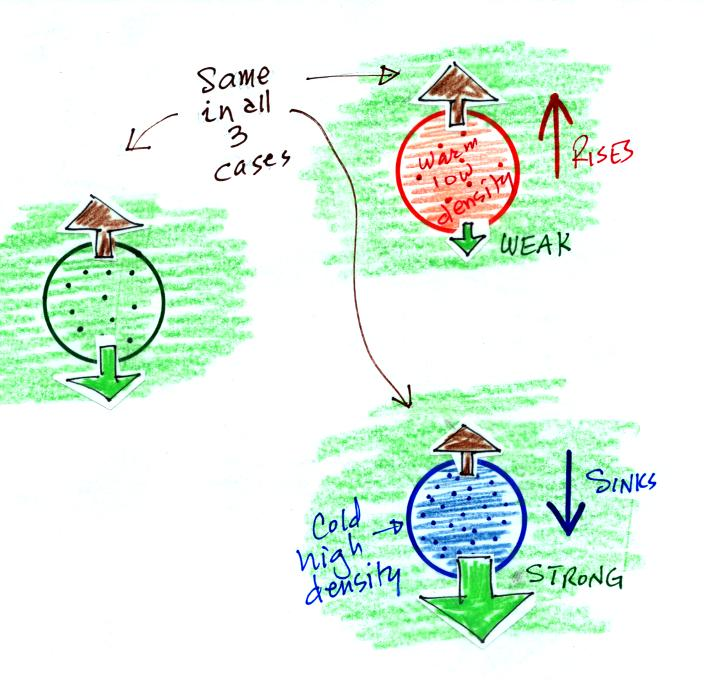 Same
in all
3
cases
warm
low
density
RISES
WEAK
Cold
high
density
SINKS
STRONG